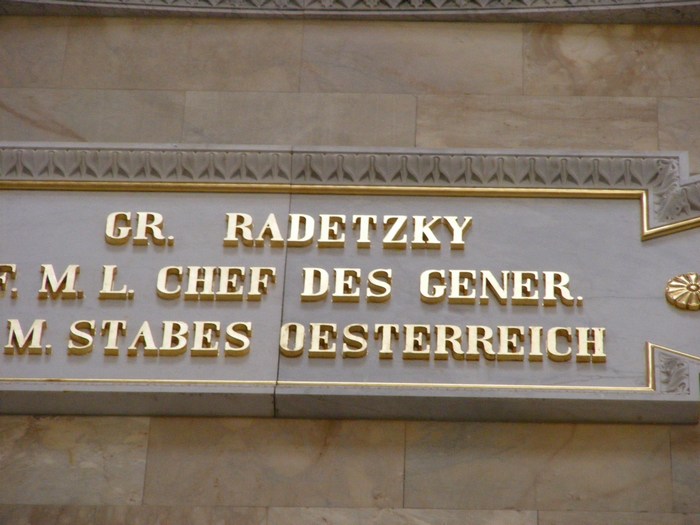 GR. RADETZKY
F. M. L. CHEF DES GENER.
M. STABES OESTERREICH